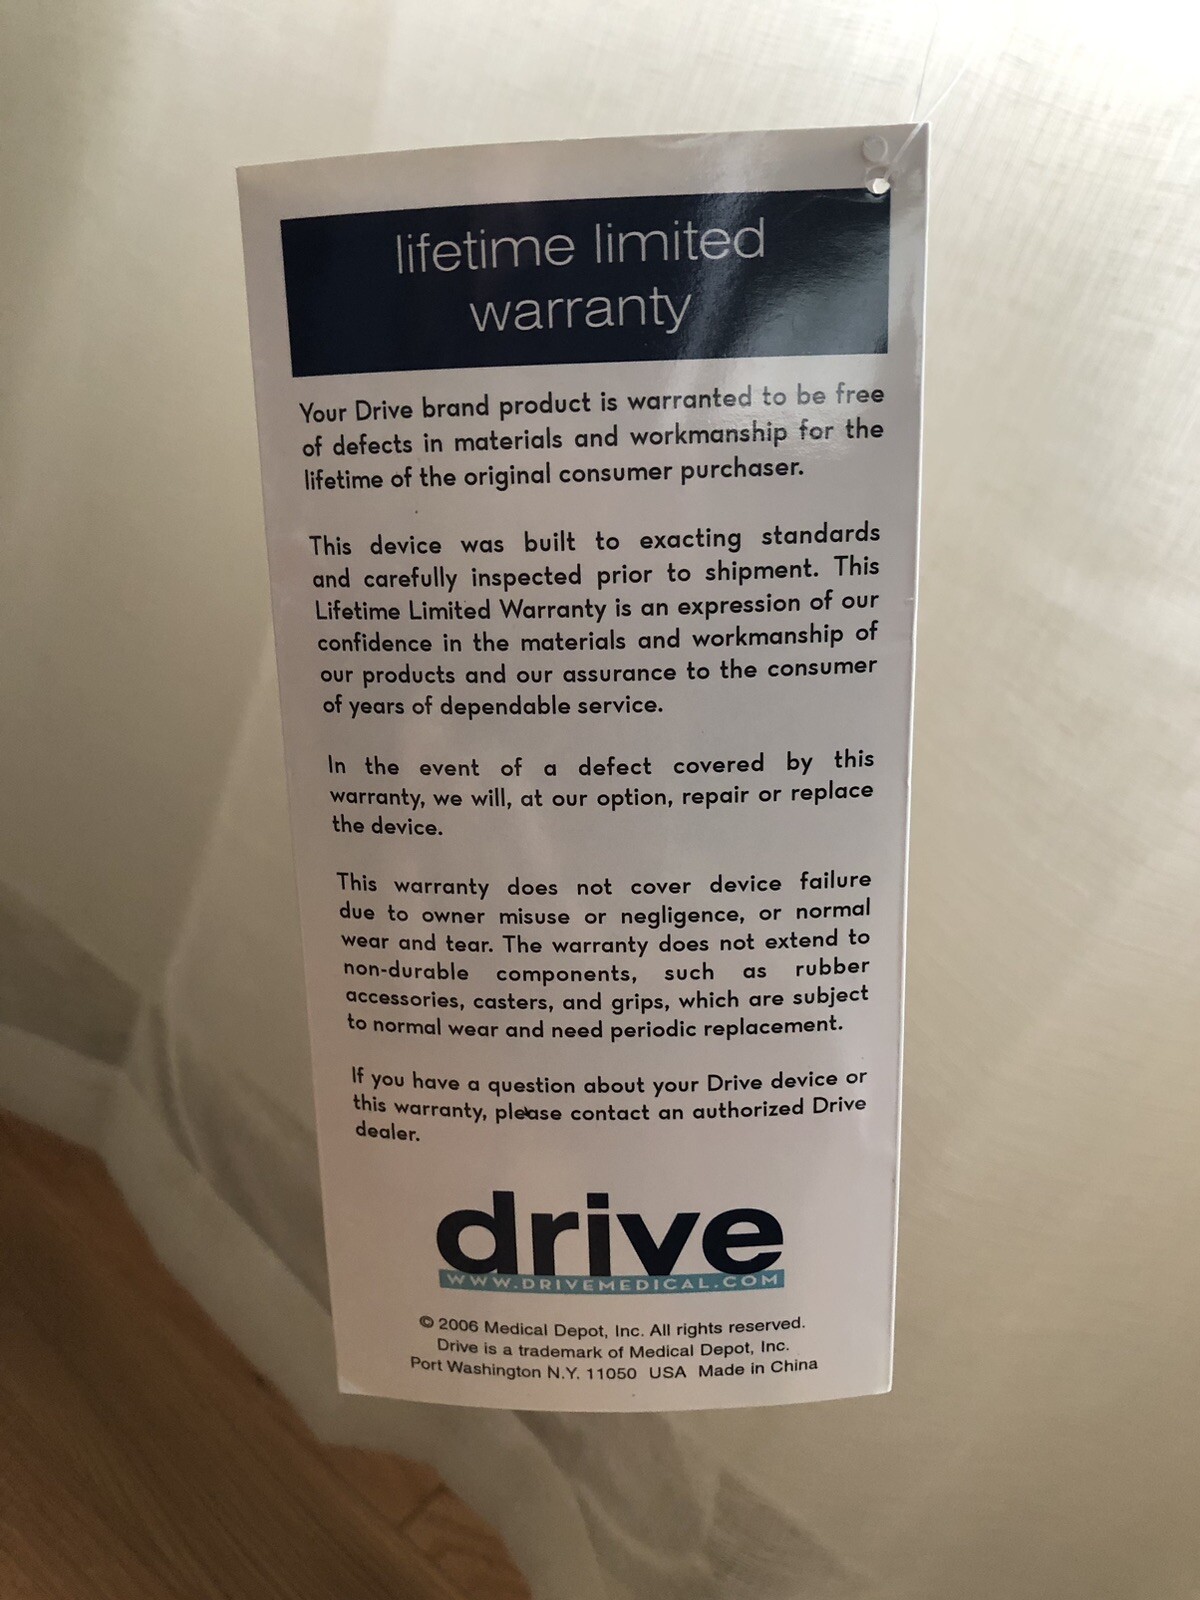 lifetime limited
warranty
Your Drive brand product is warranted to be free
of defects in materials and workmanship for the
lifetime of the original consumer purchaser.
This device was built to exacting standards
and carefully inspected prior to shipment. This
Lifetime Limited Warranty is an expression of our
confidence in the materials and workmanship of
our products and our assurance to the consumer
of years of dependable service.
In the event of a defect covered by this
warranty, we will, at our option, repair or replace
the device.
This warranty does not cover device failure
due to owner misuse or negligence, or normal
wear and tear. The warranty does not extend to
non-durable components, such as rubber
accessories, casters, and grips, which are subject
to normal wear and need periodic replacement.
If you have a question about your Drive device or
this warranty, please contact an authorized Drive
dealer.
drive
WWW.DRIVEMEDICAL.COM
© 2006 Medical Depot, Inc. All rights reserved.
Drive is a trademark of Medical Depot, Inc.
Port Washington N.Y. 11050 USA Made in China